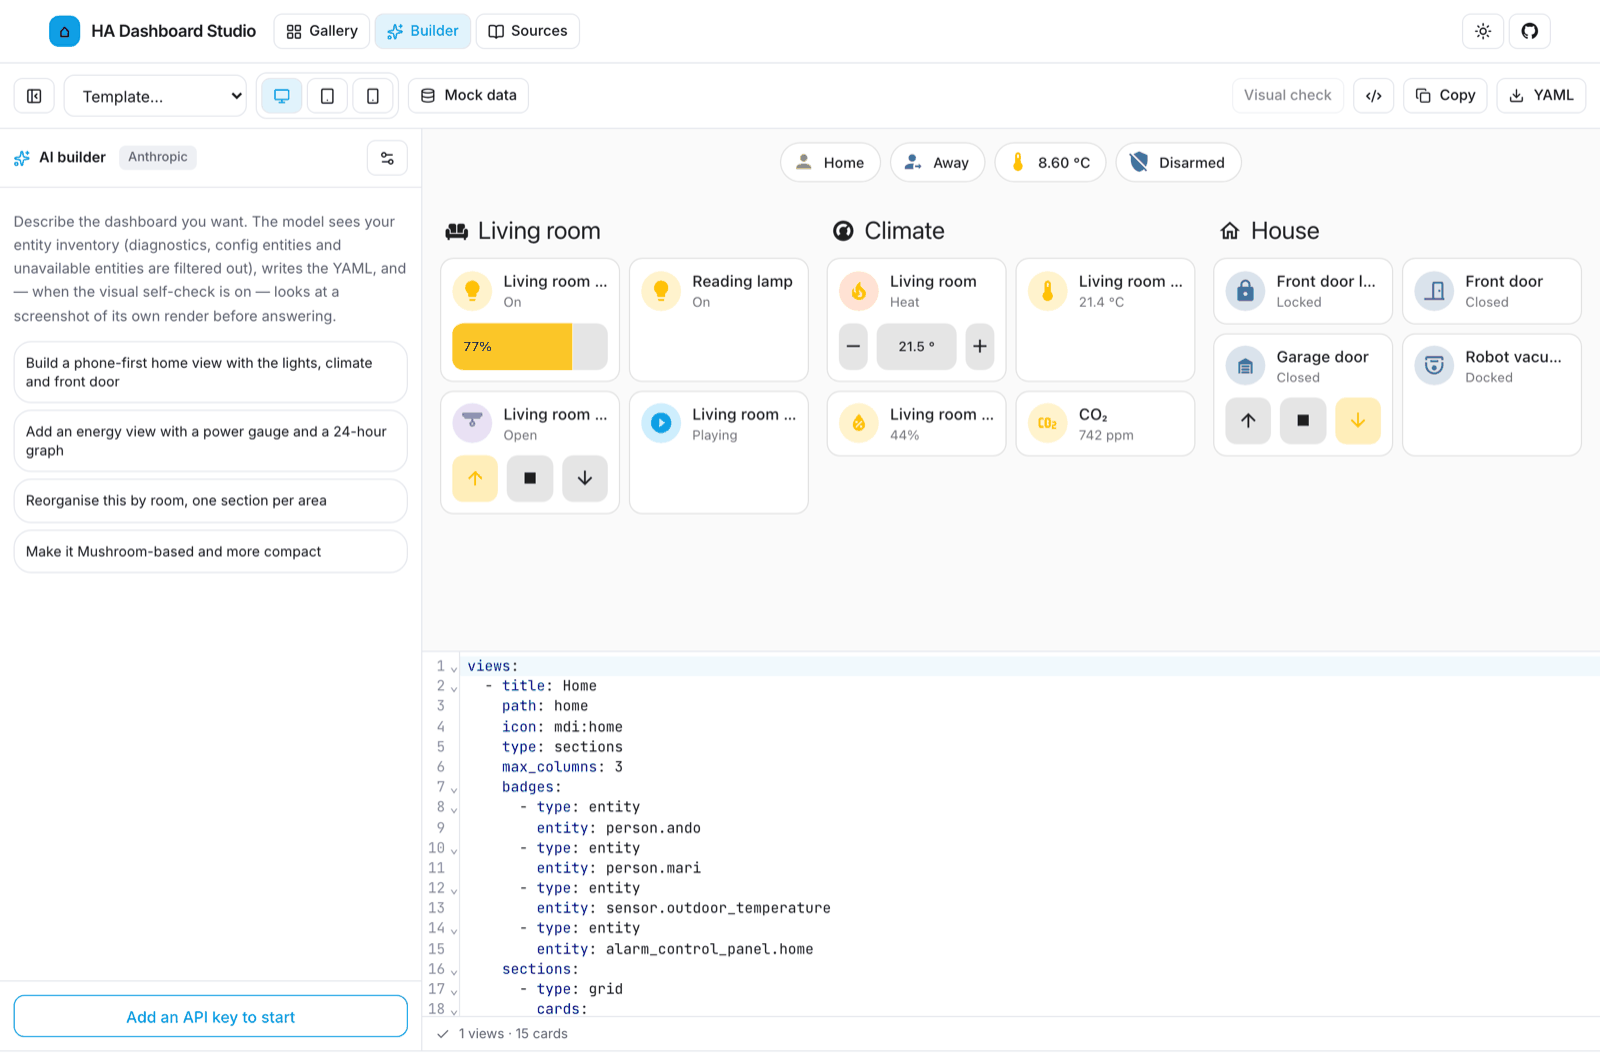 HA Dashboard Studio
Gallery
Builder
Sources
Template...
Mock data
Visual check
Copy
YAML
AI builder
Anthropic
Describe the dashboard you want. The model sees your
entity inventory (diagnostics, config entities and
unavailable entities are filtered out), writes the YAML, and
— when the visual self-check is on — looks at a
screenshot of its own render before answering.
Build a phone-first home view with the lights, climate
and front door
Add an energy view with a power gauge and a 24-hour
graph
Reorganise this by room, one section per area
Make it Mushroom-based and more compact
Add an API key to start
Home
Away
8.60 °C
Disarmed
Living room
Living room ...
On
77%
Reading lamp
On
Living room ...
Open
Living room ...
Playing
Climate
Living room
Heat
21.5 °
Living room ...
21.4 °C
Living room ...
44%
CO₂
CO₂
742 ppm
House
Front door l...
Locked
Front door
Closed
Garage door
Closed
Robot vacu...
Docked
1 views:
2 - title: Home
3 path: home
4 icon: mdi:home
5 type: sections
6 max_columns: 3
7 badges:
8 - type: entity
9 entity: person.ando
10 - type: entity
11 entity: person.mari
12 - type: entity
13 entity: sensor.outdoor_temperature
14 - type: entity
15 entity: alarm_control_panel.home
16 sections:
17 - type: grid
18 cards:
1 views · 15 cards